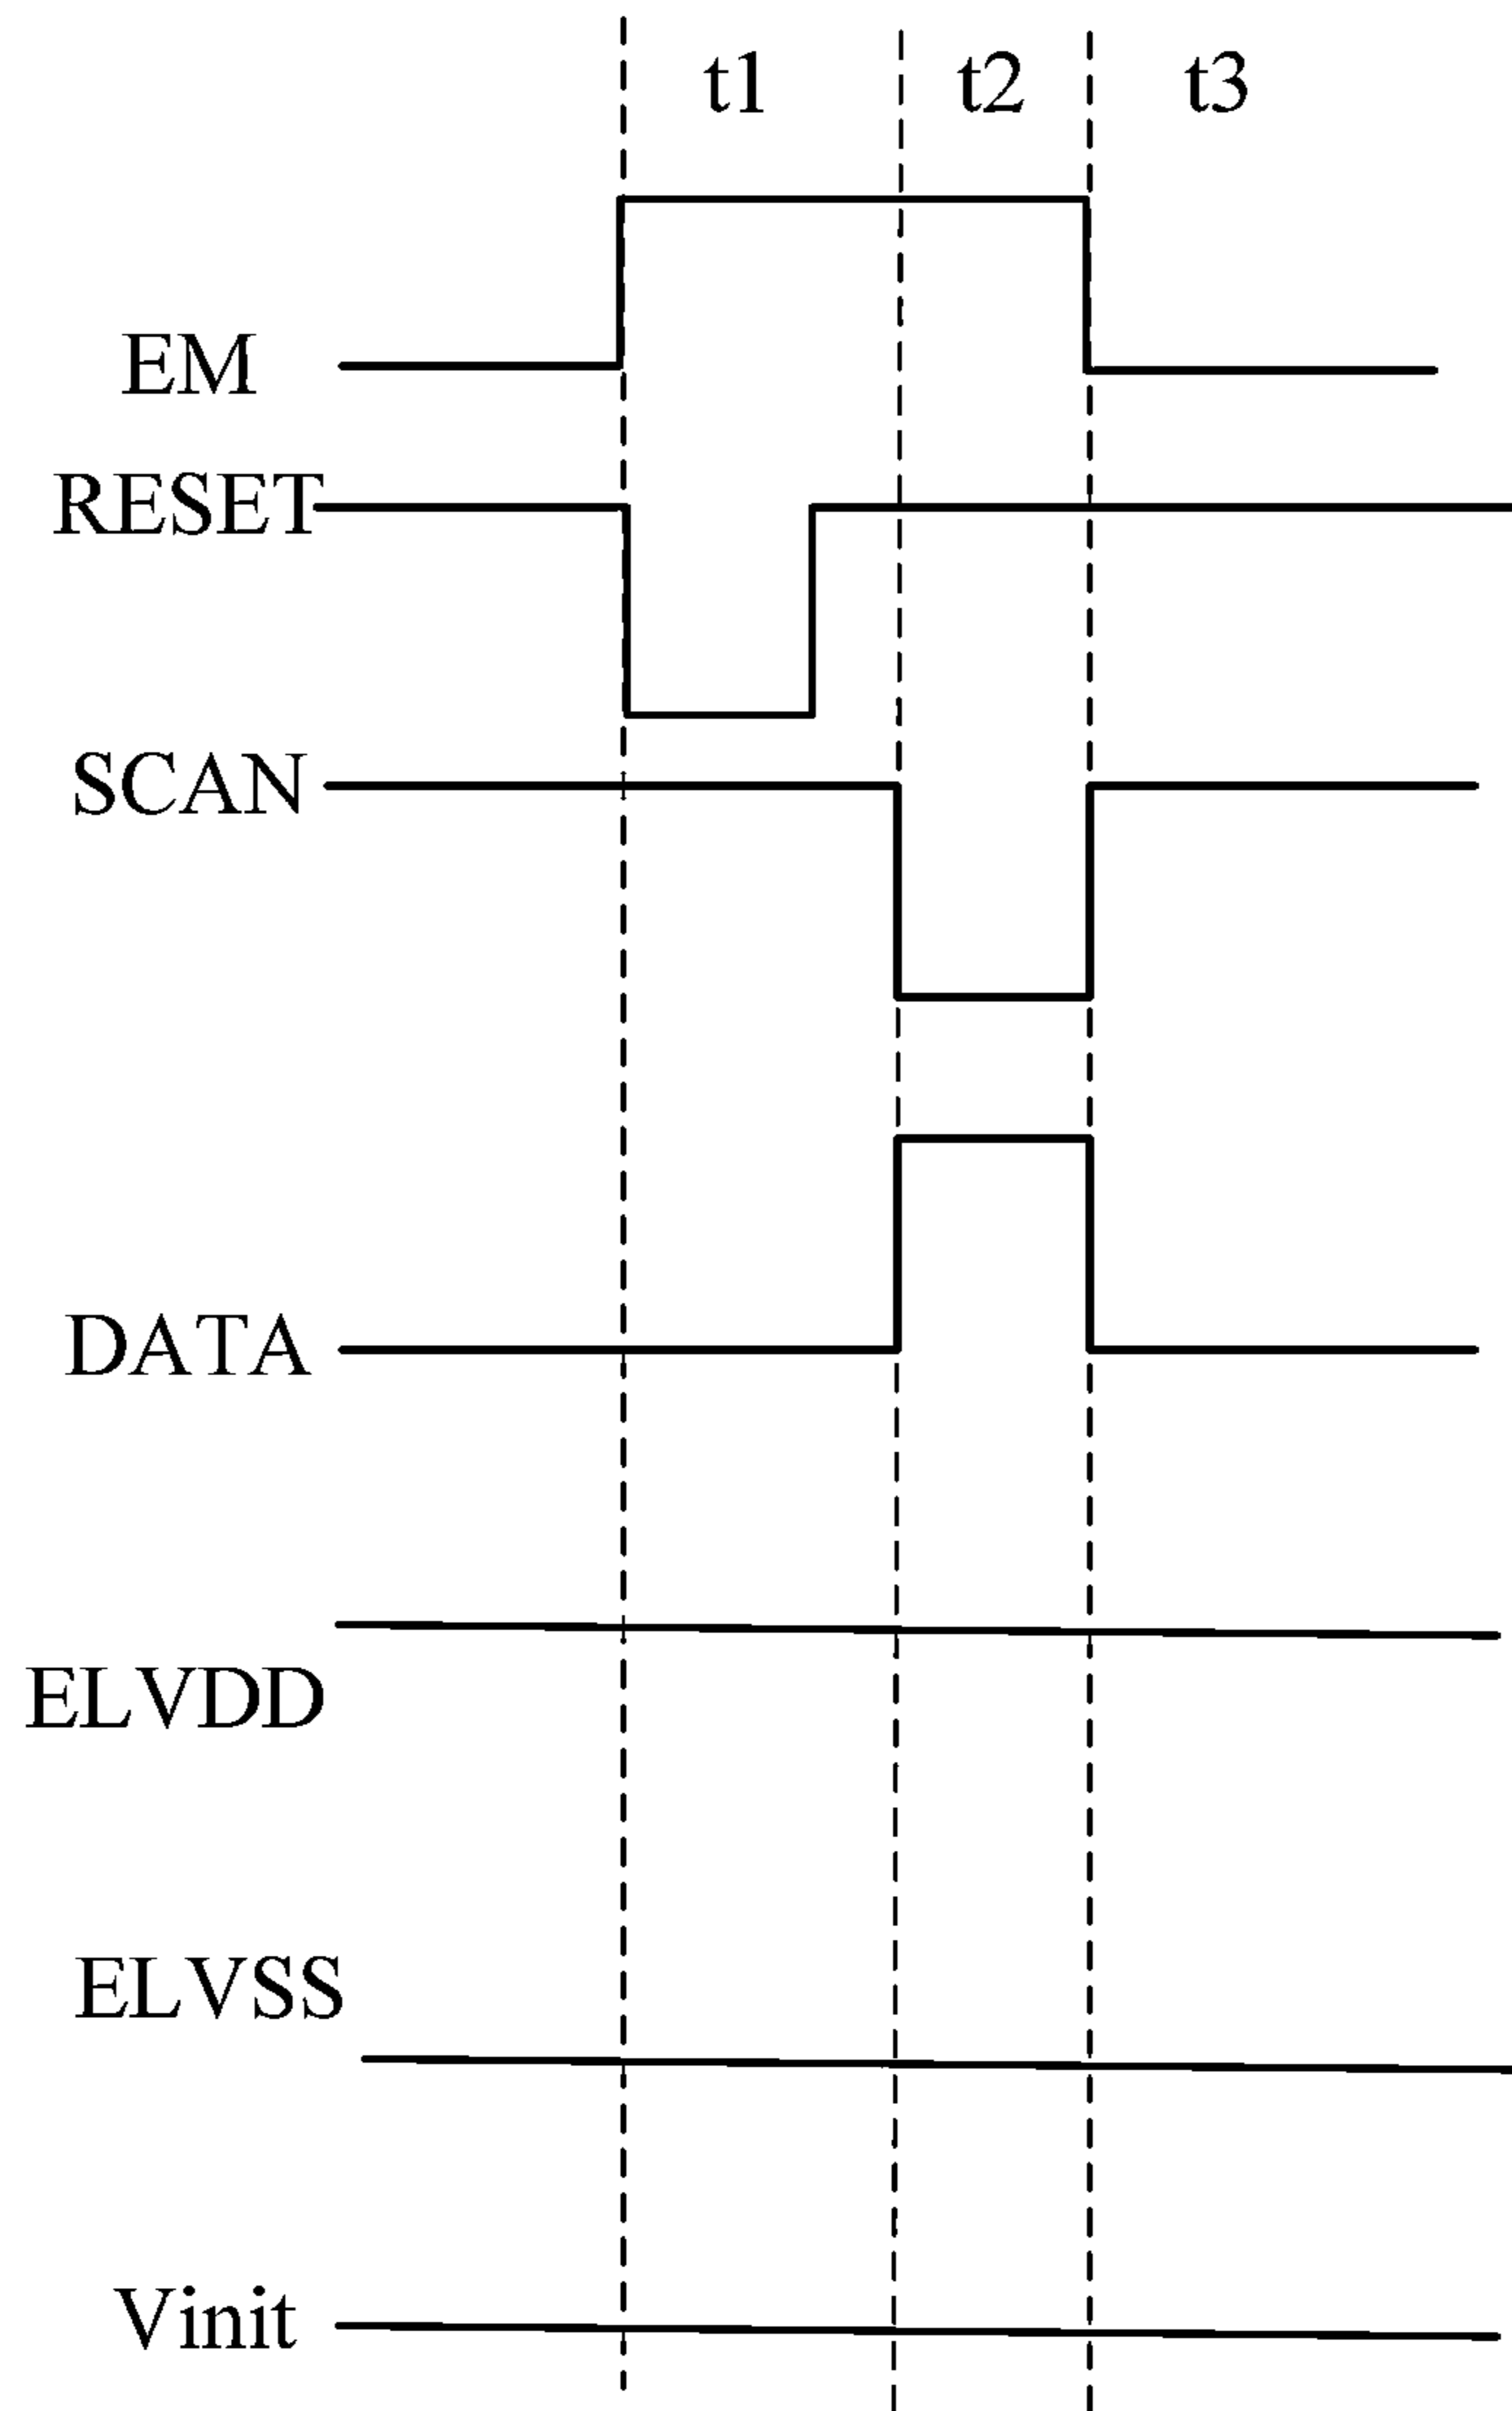 t1 t2 t3
EM
RESET
SCAN
DATA
ELVDD
ELVSS
Vinit